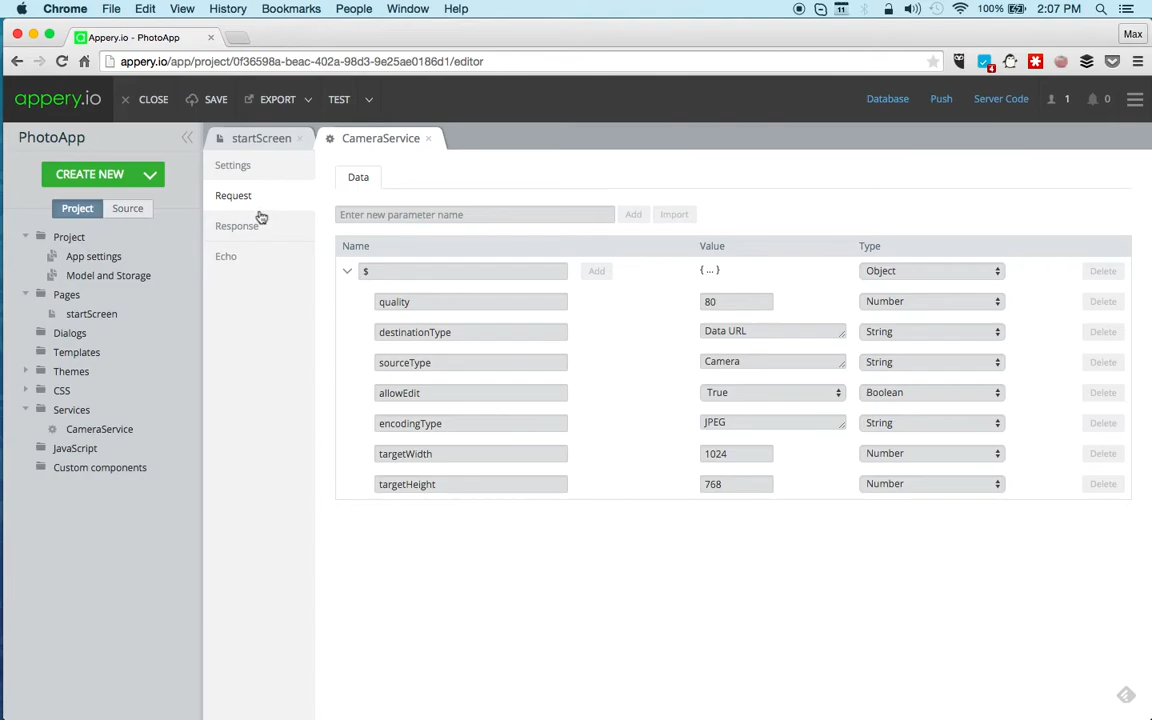 Chrome File Edit View History Bookmarks People Window Help 11 100% 2:07 PM
Appery.io - PhotoApp × Max
appery.io/app/project/0f36598a-beac-402a-98d3-9e25ae0186d1/editor 4
appery.io × CLOSE SAVE EXPORT TEST Database Push Server Code 1 0
PhotoApp startScreen × CameraService ×
CREATE NEW
Project Source
Project
App settings
Model and Storage
Pages
startScreen
Dialogs
Templates
Themes
CSS
Services
CameraService
JavaScript
Custom components
Settings
Request
Response
Echo
Data
Enter new parameter name Add Import
Name Value Type
$ Add { ... } Object Delete
quality 80 Number Delete
destinationType Data URL String Delete
sourceType Camera String Delete
allowEdit True Boolean Delete
encodingType JPEG String Delete
targetWidth 1024 Number Delete
targetHeight 768 Number Delete